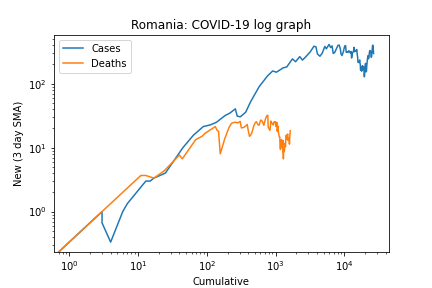 Romania: COVID-19 log graph
Cases
Deaths
New (3 day SMA)
10²
10¹
10⁰
10⁰ 10¹ 10² 10³ 10⁴
Cumulative